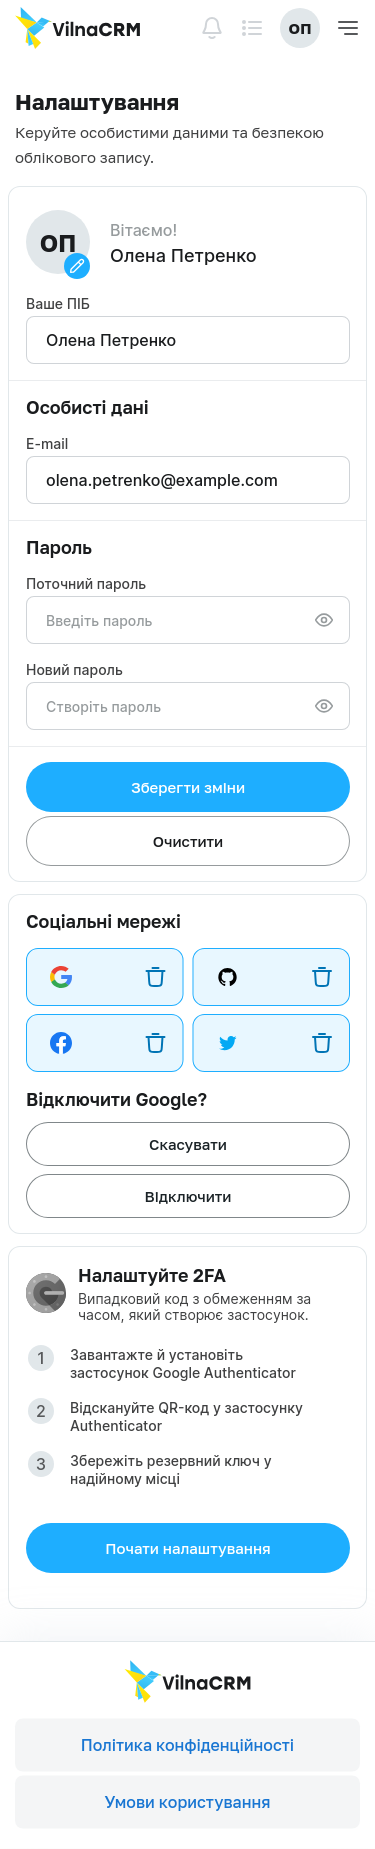 VilnaCRM
ОП
Налаштування
Керуйте особистими даними та безпекою
облікового запису.
ОП
Вітаємо!
Олена Петренко
Ваше ПІБ
Олена Петренко
Особисті дані
E-mail
olena.petrenko@example.com
Пароль
Поточний пароль
Введіть пароль
Новий пароль
Створіть пароль
Зберегти зміни
Очистити
Соціальні мережі
Відключити Google?
Скасувати
Відключити
Налаштуйте 2FA
Випадковий код з обмеженням за
часом, який створює застосунок.
1
Завантажте й установіть
застосунок Google Authenticator
2
Відскануйте QR-код у застосунку
Authenticator
3
Збережіть резервний ключ у
надійному місці
Почати налаштування
VilnaCRM
Політика конфіденційності
Умови користування